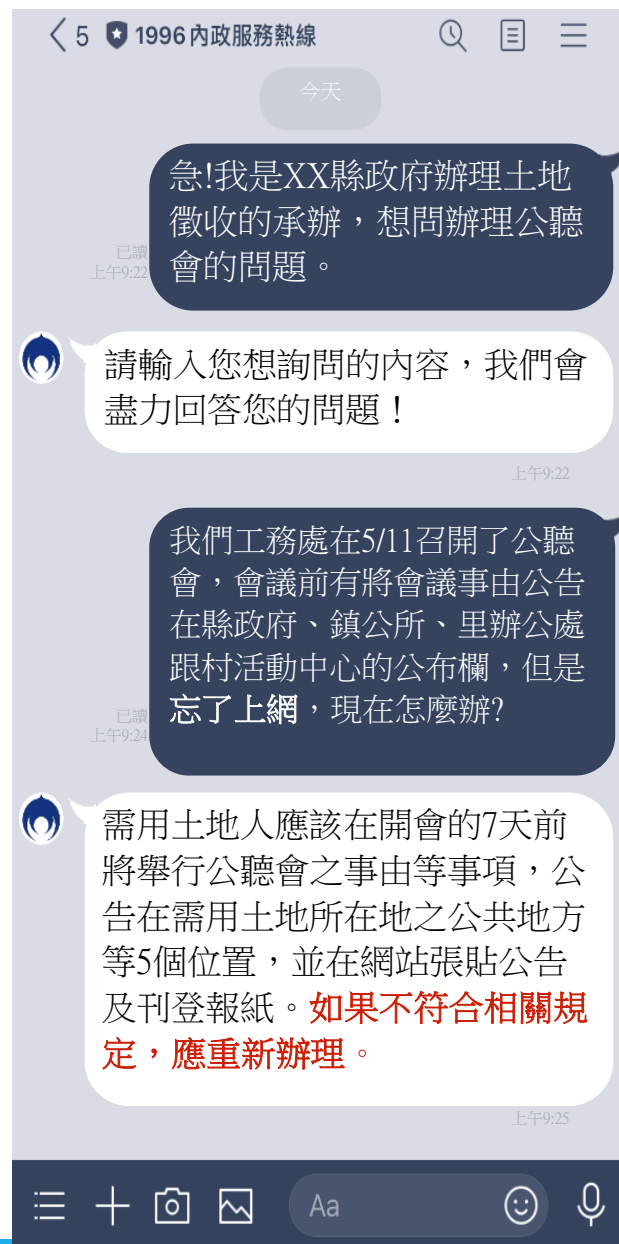 5 1996內政服務熱線
今天
急!我是XX縣政府辦理土地
徵收的承辦，想問辦理公聽
會的問題。
已讀
上午9:22
請輸入您想詢問的內容，我們會
盡力回答您的問題！
上午9:22
我們工務處在5/11召開了公聽
會，會議前有將會議事由公告
在縣政府、鎮公所、里辦公處
跟村活動中心的公布欄，但是
忘了上網，現在怎麼辦?
已讀
上午9:24
需用土地人應該在開會的7天前
將舉行公聽會之事由等事項，公
告在需用土地所在地之公共地方
等5個位置，並在網站張貼公告
及刊登報紙。如果不符合相關規
定，應重新辦理。
上午9:25
Aa